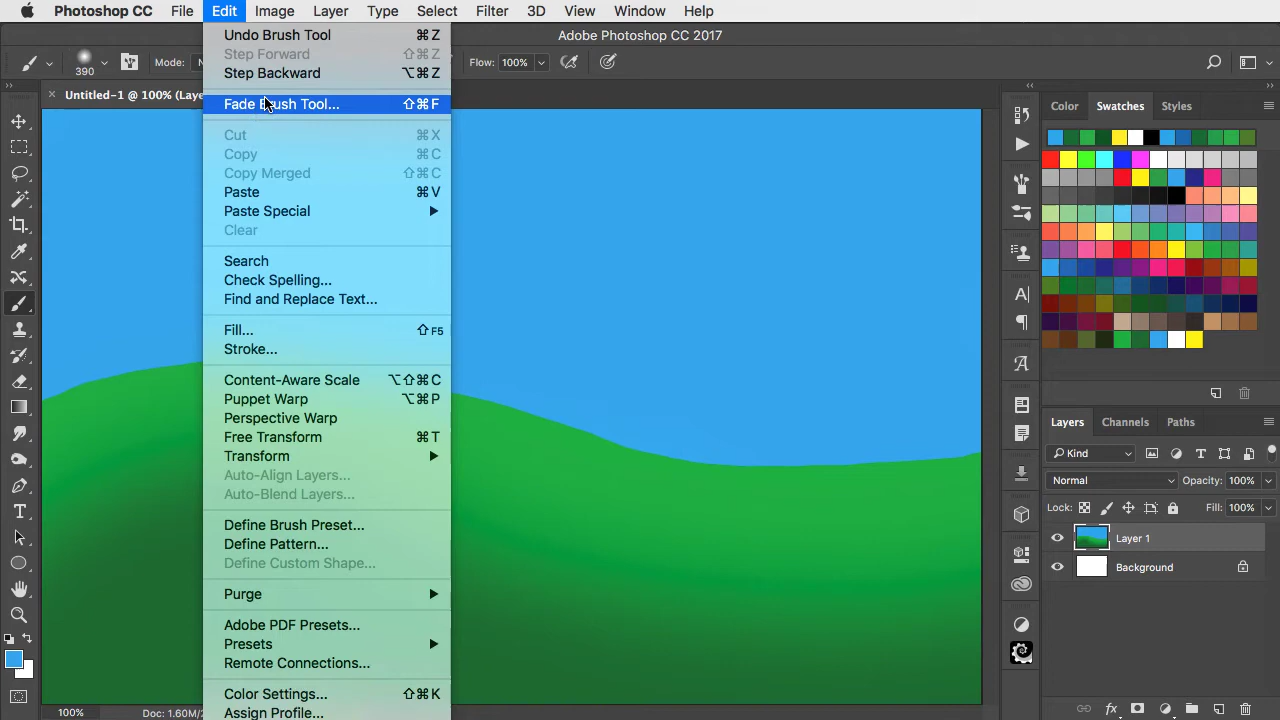 Photoshop CC File Edit Image Layer Type Select Filter 3D View Window Help
Adobe Photoshop CC 2017
390 Mode: Flow: 100%
× Untitled-1 @ 100% (Laye
Undo Brush Tool ⌘Z
Step Forward ⇧⌘Z
Step Backward ⌥⌘Z
Fade Brush Tool... ⇧⌘F
Cut ⌘X
Copy ⌘C
Copy Merged ⇧⌘C
Paste ⌘V
Paste Special
Clear
Search
Check Spelling...
Find and Replace Text...
Fill... ⇧F5
Stroke...
Content-Aware Scale ⌥⇧⌘C
Puppet Warp ⌥⌘P
Perspective Warp
Free Transform ⌘T
Transform
Auto-Align Layers...
Auto-Blend Layers...
Define Brush Preset...
Define Pattern...
Define Custom Shape...
Purge
Adobe PDF Presets...
Presets
Remote Connections...
Color Settings... ⇧⌘K
Assign Profile...
Color Swatches Styles
Layers Channels Paths
Kind
Normal Opacity: 100%
Lock: Fill: 100%
Layer 1
Background
100% Doc: 1.60M/2